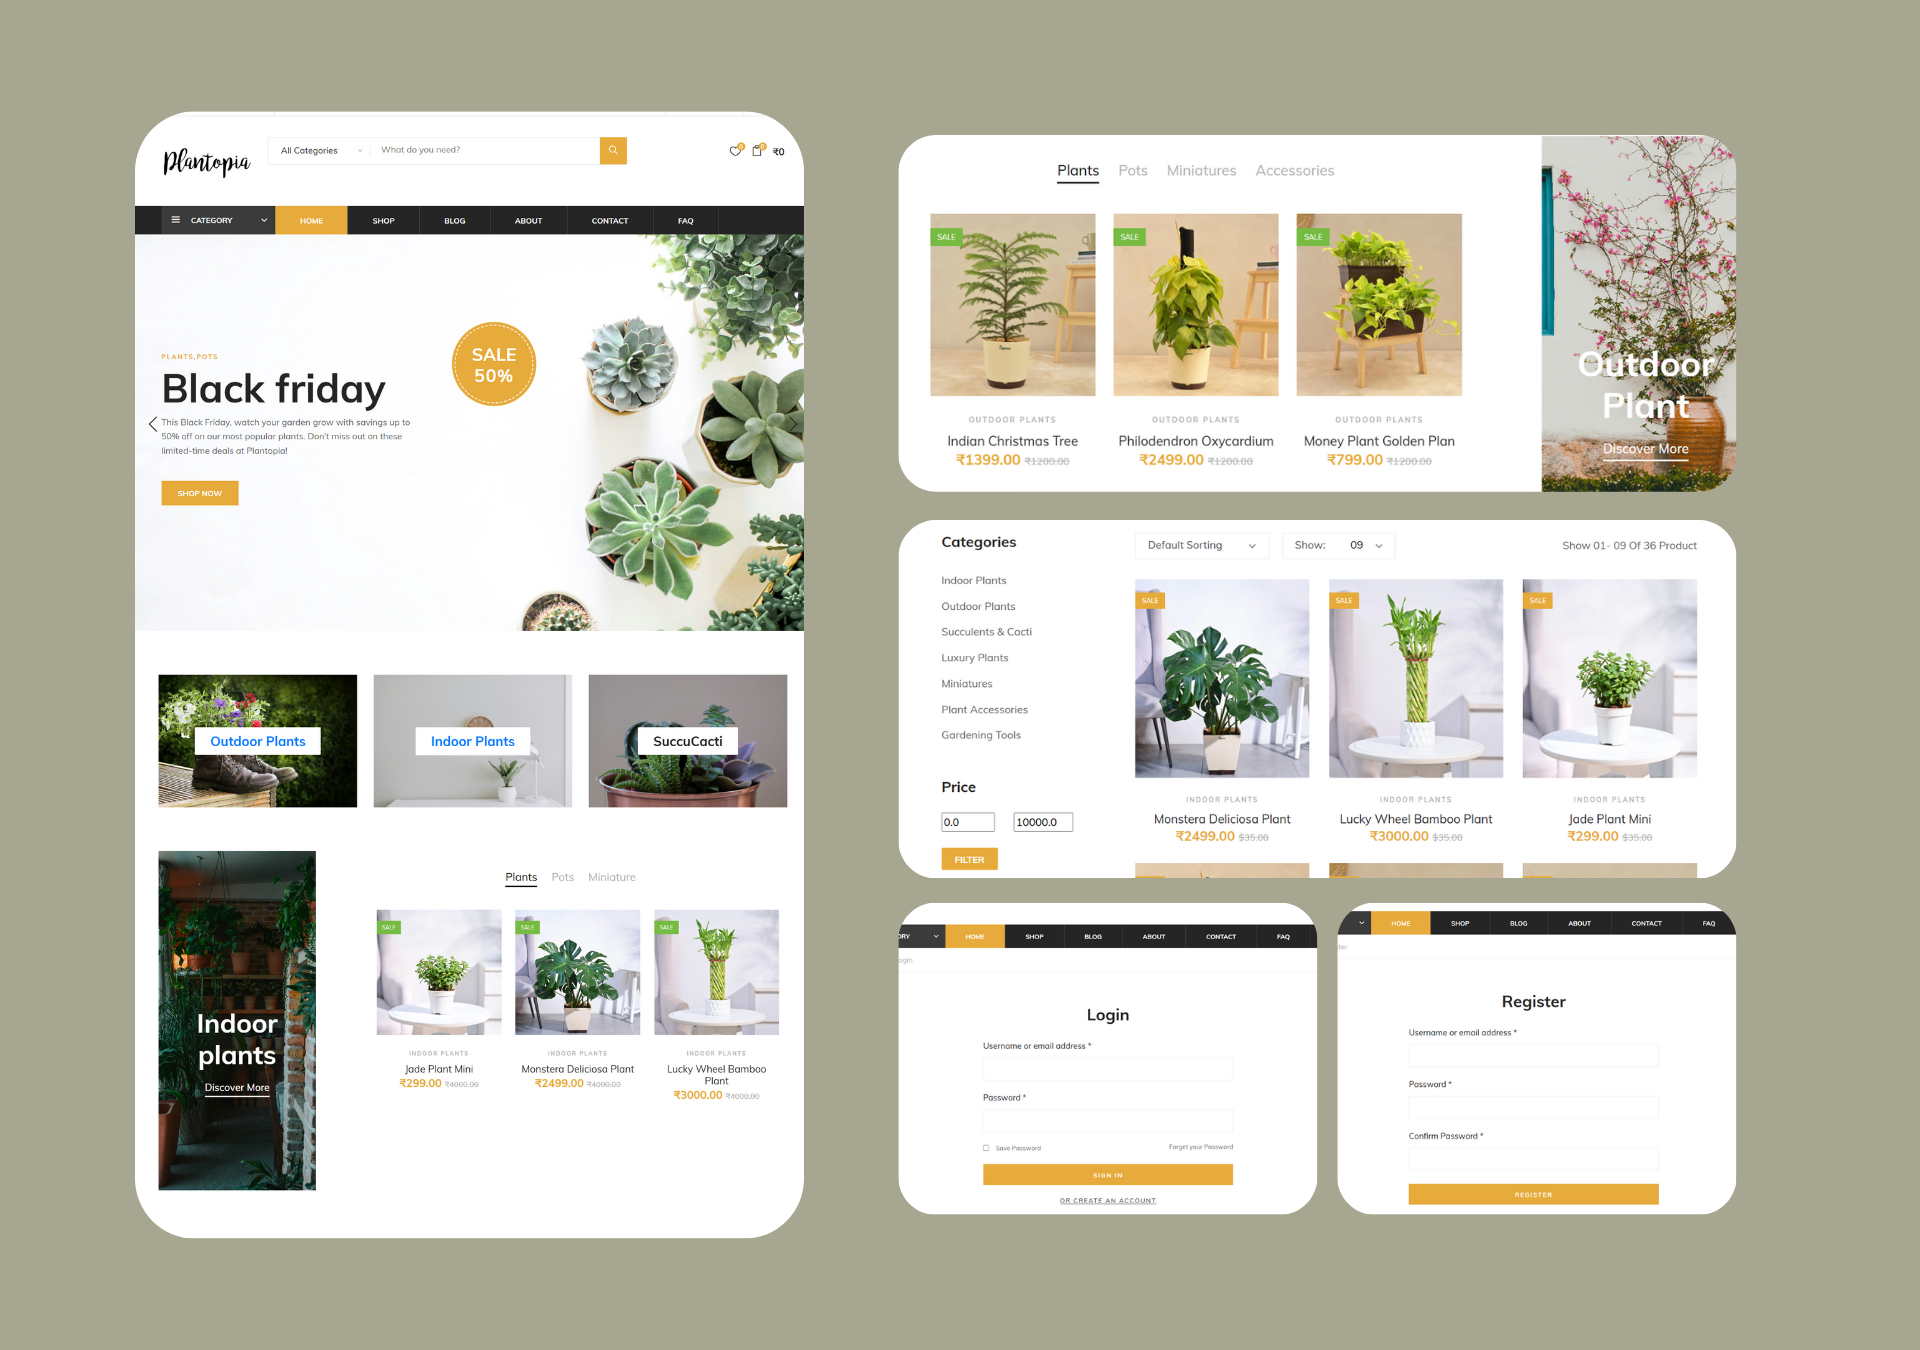 Plantopia
All Categories
What do you need?
0
0
₹0
CATEGORY
HOME
SHOP
BLOG
ABOUT
CONTACT
FAQ
PLANTS,POTS
Black friday
This Black Friday, watch your garden grow with savings up to
50% off on our most popular plants. Don't miss out on these
limited-time deals at Plantopia!
SHOP NOW
SALE
50%
Outdoor Plants
Indoor Plants
SuccuCacti
Indoor
plants
Discover More
Plants Pots Miniature
SALE
SALE
SALE
INDOOR PLANTS
Jade Plant Mini
₹299.00 ₹4000.00
INDOOR PLANTS
Monstera Deliciosa Plant
₹2499.00 ₹4000.00
INDOOR PLANTS
Lucky Wheel Bamboo
Plant
₹3000.00 ₹4000.00
Plants Pots Miniatures Accessories
SALE
SALE
SALE
OUTDOOR PLANTS
Indian Christmas Tree
₹1399.00 ₹1200.00
OUTDOOR PLANTS
Philodendron Oxycardium
₹2499.00 ₹1200.00
OUTDOOR PLANTS
Money Plant Golden Plan
₹799.00 ₹1200.00
Outdoor
Plant
Discover More
Categories
Indoor Plants
Outdoor Plants
Succulents & Cacti
Luxury Plants
Miniatures
Plant Accessories
Gardening Tools
Price
0.0
10000.0
FILTER
Default Sorting
Show: 09
Show 01- 09 Of 36 Product
SALE
SALE
SALE
INDOOR PLANTS
Monstera Deliciosa Plant
₹2499.00 $35.00
INDOOR PLANTS
Lucky Wheel Bamboo Plant
₹3000.00 $35.00
INDOOR PLANTS
Jade Plant Mini
₹299.00 $35.00
ORY
HOME
SHOP
BLOG
ABOUT
CONTACT
FAQ
ogin
Login
Username or email address *
Password *
Save Password
Forget your Password
SIGN IN
OR CREATE AN ACCOUNT
HOME
SHOP
BLOG
ABOUT
CONTACT
FAQ
ter
Register
Username or email address *
Password *
Confirm Password *
REGISTER